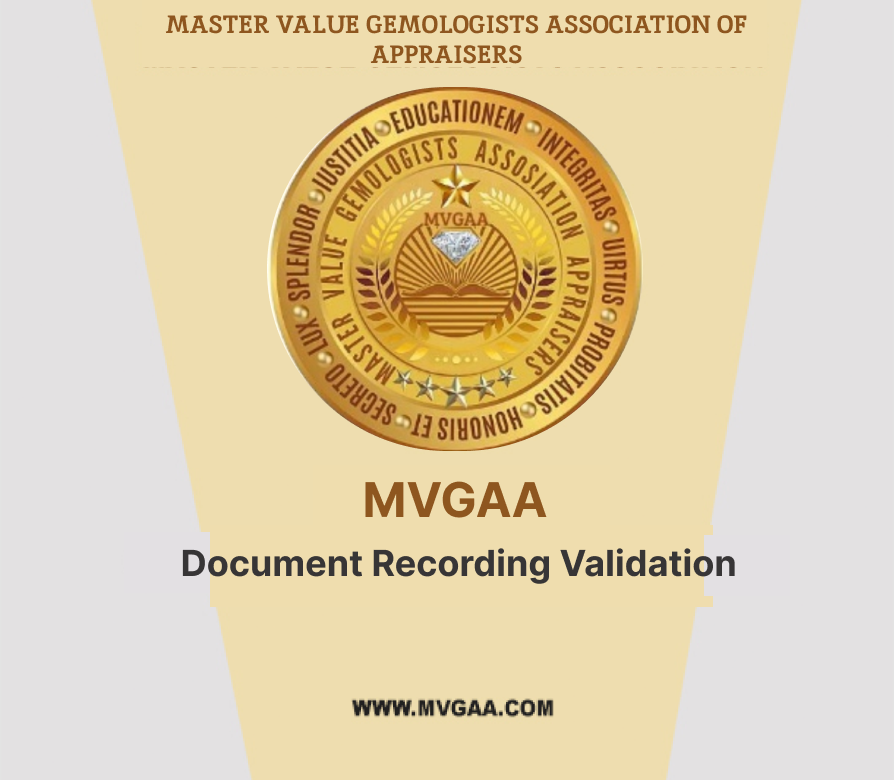 MASTER VALUE GEMOLOGISTS ASSOCIATION OF
APPRAISERS
LUX SPLENDOR IUSTITIA EDUCATIONEM INTEGRITAS UIRTUS PROBITATIS HONORIS ET SECRETO
MASTER VALUE GEMOLOGISTS ASSOSIATION APPRAISERS
MVGAA
MVGAA
Document Recording Validation
WWW.MVGAA.COM